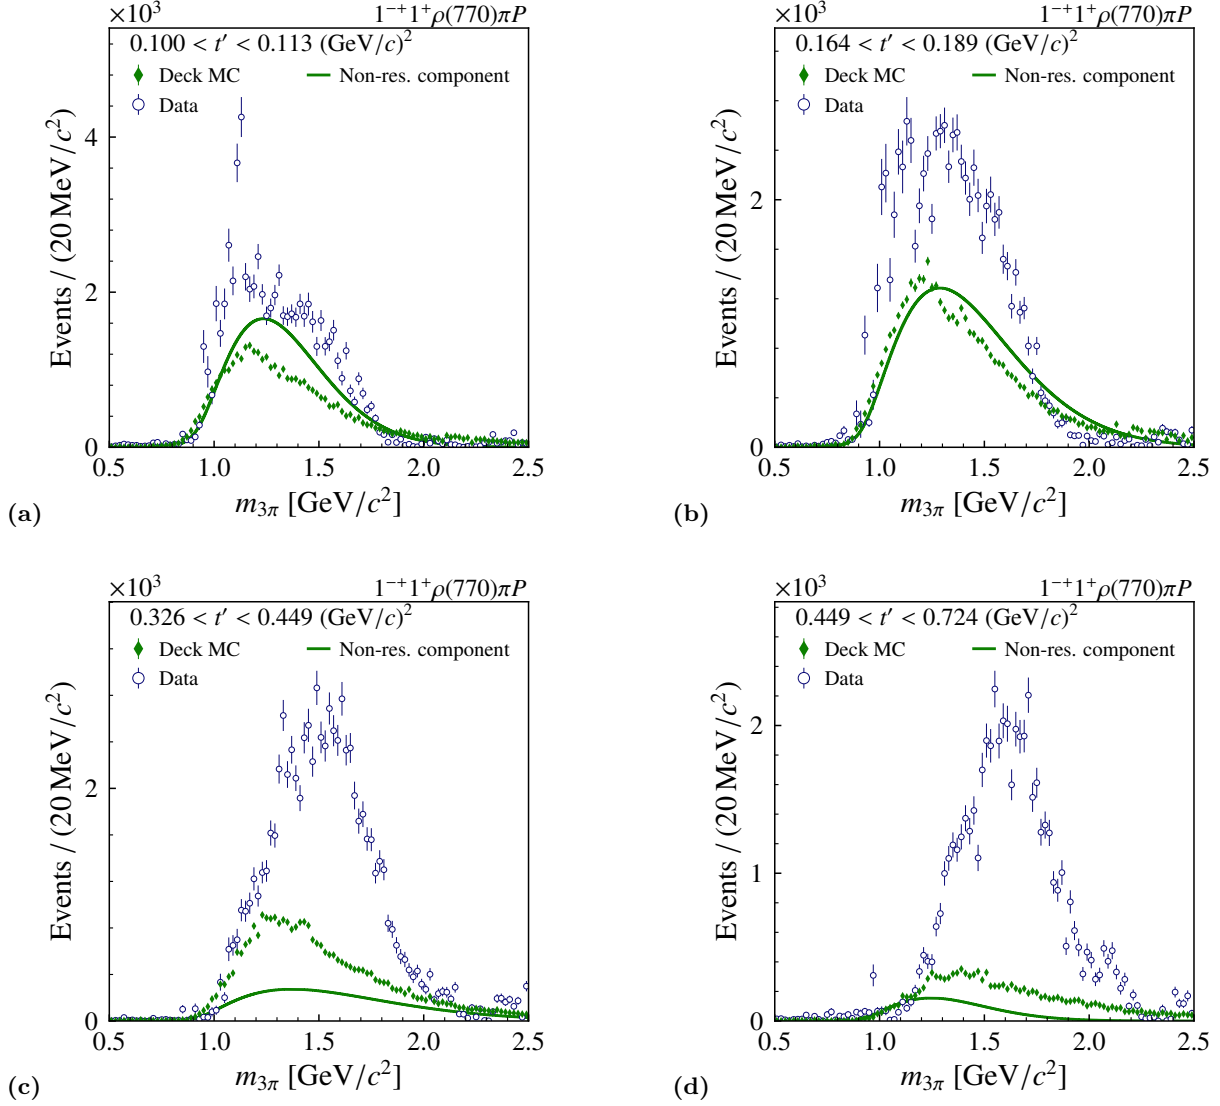 ×10³ 1⁻⁺1⁺ρ(770)πP
0.100 < t′ < 0.113 (GeV/c)²
Deck MC Non-res. component
Data
Events / (20 MeV/c²)
4
2
0
0.5 1.0 1.5 2.0 2.5
m₃π [GeV/c²]
(a)
×10³ 1⁻⁺1⁺ρ(770)πP
0.164 < t′ < 0.189 (GeV/c)²
Deck MC Non-res. component
Data
Events / (20 MeV/c²)
2
0
0.5 1.0 1.5 2.0 2.5
m₃π [GeV/c²]
(b)
×10³ 1⁻⁺1⁺ρ(770)πP
0.326 < t′ < 0.449 (GeV/c)²
Deck MC Non-res. component
Data
Events / (20 MeV/c²)
2
0
0.5 1.0 1.5 2.0 2.5
m₃π [GeV/c²]
(c)
×10³ 1⁻⁺1⁺ρ(770)πP
0.449 < t′ < 0.724 (GeV/c)²
Deck MC Non-res. component
Data
Events / (20 MeV/c²)
2
1
0
0.5 1.0 1.5 2.0 2.5
m₃π [GeV/c²]
(d)